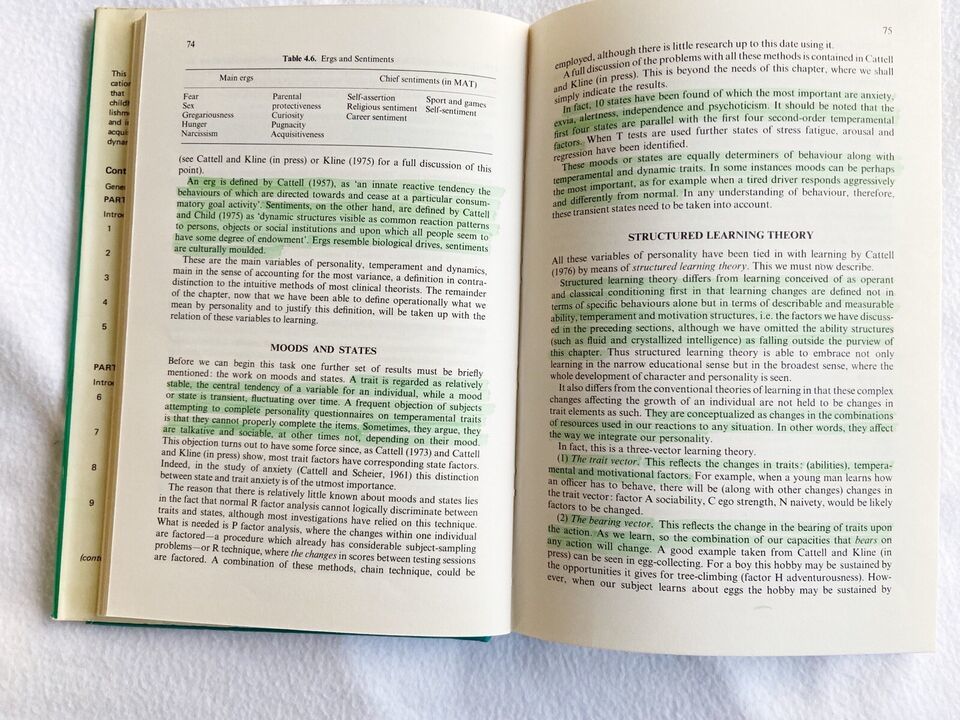 This
cation
that
childh
lishme
and is
acquis
dynar
Cont
Gener
PART
Introd
1
2
3
4
5
PART
Introd
6
7
8
9
(cont
74
Table 4.6. Ergs and Sentiments
Main ergs Chief sentiments (in MAT)
Fear Parental Self-assertion Sport and games
Sex protectiveness Religious sentiment Self-sentiment
Gregariousness Curiosity Career sentiment
Hunger Pugnacity
Narcissism Acquisitiveness
(see Cattell and Kline (in press) or Kline (1975) for a full discussion of this
point).
An erg is defined by Cattell (1957), as ‘an innate reactive tendency the
behaviours of which are directed towards and cease at a particular consum-
matory goal activity’. Sentiments, on the other hand, are defined by Cattell
and Child (1975) as ‘dynamic structures visible as common reaction patterns
to persons, objects or social institutions and upon which all people seem to
have some degree of endowment’. Ergs resemble biological drives, sentiments
are culturally moulded.
These are the main variables of personality, temperament and dynamics,
main in the sense of accounting for the most variance, a definition in contra-
distinction to the intuitive methods of most clinical theorists. The remainder
of the chapter, now that we have been able to define operationally what we
mean by personality and to justify this definition, will be taken up with the
relation of these variables to learning.
MOODS AND STATES
Before we can begin this task one further set of results must be briefly
mentioned: the work on moods and states. A trait is regarded as relatively
stable, the central tendency of a variable for an individual, while a mood
or state is transient, fluctuating over time. A frequent objection of subjects
attempting to complete personality questionnaires on temperamental traits
is that they cannot properly complete the items. Sometimes, they argue, they
are talkative and sociable, at other times not, depending on their mood.
This objection turns out to have some force since, as Cattell (1973) and Cattell
and Kline (in press) show, most trait factors have corresponding state factors.
Indeed, in the study of anxiety (Cattell and Scheier, 1961) this distinction
between state and trait anxiety is of the utmost importance.
The reason that there is relatively little known about moods and states lies
in the fact that normal R factor analysis cannot logically discriminate between
traits and states, although most investigators have relied on this technique.
What is needed is P factor analysis, where the changes within one individual
are factored—a procedure which already has considerable subject-sampling
problems—or R technique, where the changes in scores between testing sessions
are factored. A combination of these methods, chain technique, could be
75
employed, although there is little research up to this date using it.
A full discussion of the problems with all these methods is contained in Cattell
and Kline (in press). This is beyond the needs of this chapter, where we shall
simply indicate the results.
In fact, 10 states have been found of which the most important are anxiety,
exvia, alertness, independence and psychoticism. It should be noted that the
first four states are parallel with the first four second-order temperamental
factors. When T tests are used further states of stress fatigue, arousal and
regression have been identified.
These moods or states are equally determiners of behaviour along with
temperamental and dynamic traits. In some instances moods can be perhaps
the most important, as for example when a tired driver responds aggressively
and differently from normal. In any understanding of behaviour, therefore,
these transient states need to be taken into account.
STRUCTURED LEARNING THEORY
All these variables of personality have been tied in with learning by Cattell
(1976) by means of structured learning theory. This we must now describe.
Structured learning theory differs from learning conceived of as operant
and classical conditioning first in that learning changes are defined not in
terms of specific behaviours alone but in terms of describable and measurable
ability, temperament and motivation structures, i.e. the factors we have discuss-
ed in the preceding sections, although we have omitted the ability structures
(such as fluid and crystallized intelligence) as falling outside the purview of
this chapter. Thus structured learning theory is able to embrace not only
learning in the narrow educational sense but in the broadest sense, where the
whole development of character and personality is seen.
It also differs from the conventional theories of learning in that these complex
changes affecting the growth of an individual are not held to be changes in
trait elements as such. They are conceptualized as changes in the combinations
of resources used in our reactions to any situation. In other words, they affect
the way we integrate our personality.
In fact, this is a three-vector learning theory.
(1) The trait vector. This reflects the changes in traits: (abilities), tempera-
mental and motivational factors. For example, when a young man learns how
an officer has to behave, there will be (along with other changes) changes in
the trait vector: factor A sociability, C ego strength, N naivety, would be likely
factors to be changed.
(2) The bearing vector. This reflects the change in the bearing of traits upon
the action. As we learn, so the combination of our capacities that bears on
any action will change. A good example taken from Cattell and Kline (in
press) can be seen in egg-collecting. For a boy this hobby may be sustained by
the opportunities it gives for tree-climbing (factor H adventurousness). How-
ever, when our subject learns about eggs the hobby may be sustained by